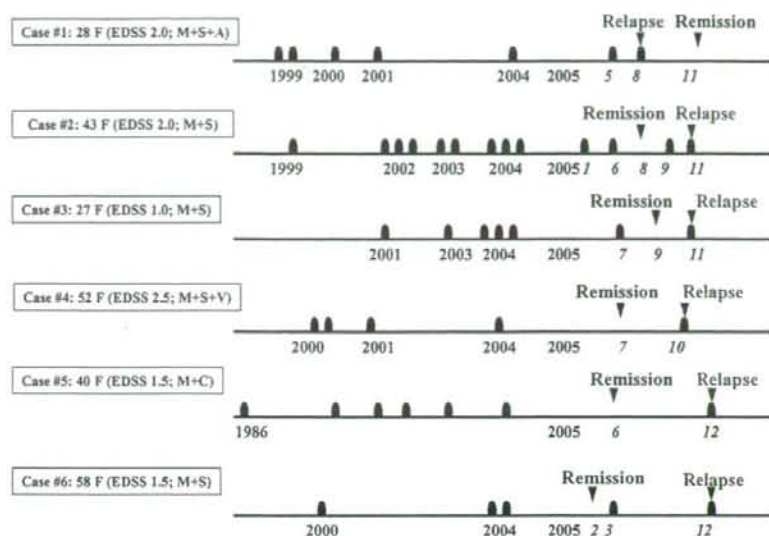 Relapse Remission
Case #1: 28 F (EDSS 2.0; M+S+A)
1999 2000 2001 2004 2005 5 8 11
Remission Relapse
Case #2: 43 F (EDSS 2.0; M+S)
1999 2002 2003 2004 2005 1 6 8 9 11
Remission Relapse
Case #3: 27 F (EDSS 1.0; M+S)
2001 2003 2004 2005 7 9 11
Remission Relapse
Case #4: 52 F (EDSS 2.5; M+S+V)
2000 2001 2004 2005 7 10
Remission Relapse
Case #5: 40 F (EDSS 1.5; M+C)
1986 2005 6 12
Remission Relapse
Case #6: 58 F (EDSS 1.5; M+S)
2000 2004 2005 2 3 12